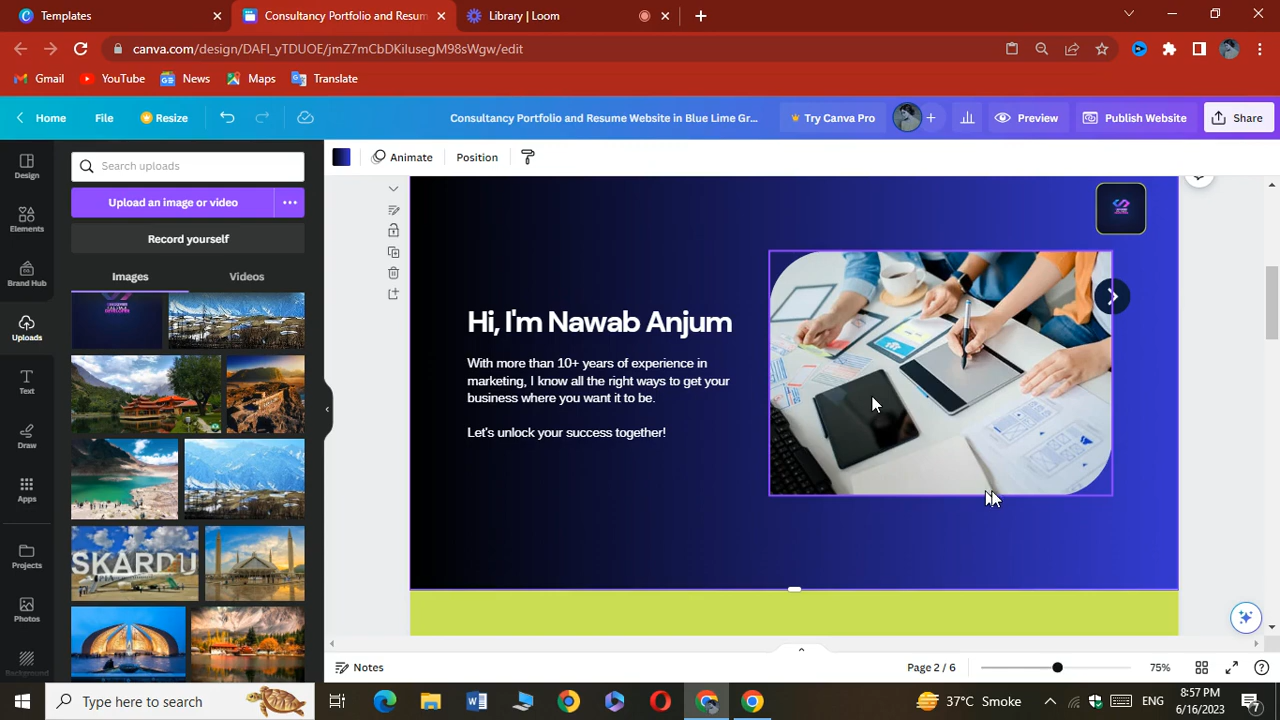 Templates
Consultancy Portfolio and Resum
Library | Loom
canva.com/design/DAFI_yTDUOE/jmZ7mCbDKiIusegM98sWgw/edit
Gmail
YouTube
News
Maps
Translate
Home
File
Resize
Consultancy Portfolio and Resume Website in Blue Lime Gr...
Try Canva Pro
Preview
Publish Website
Share
Design
Elements
Brand Hub
Uploads
Text
Draw
Apps
Projects
Photos
Background
Search uploads
Upload an image or video
Record yourself
Images
Videos
SKARDU
Animate
Position
Hi, I'm Nawab Anjum
With more than 10+ years of experience in
marketing, I know all the right ways to get your
business where you want it to be.
Let's unlock your success together!
Notes
Page 2 / 6
75%
Type here to search
37°C Smoke
ENG
8:57 PM
6/16/2023
7